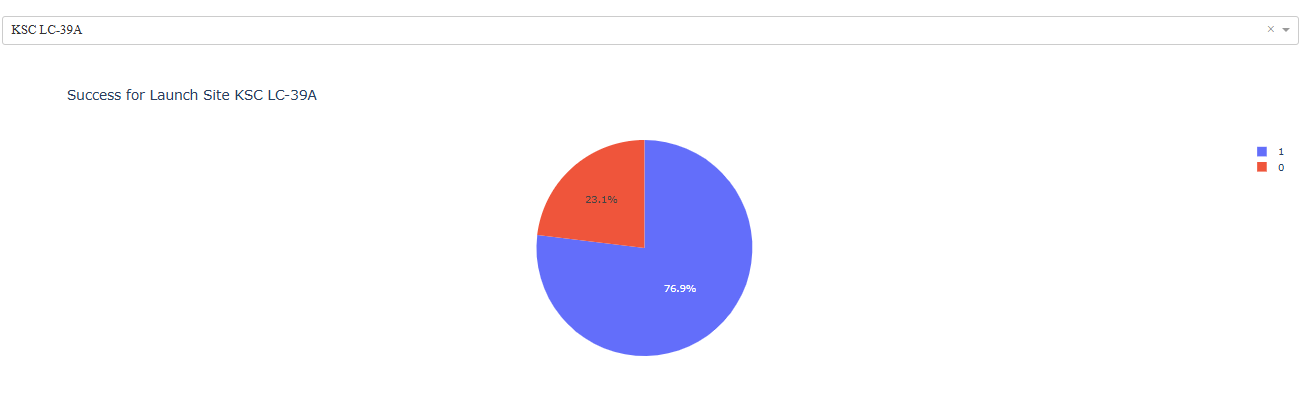 KSC LC-39A
Success for Launch Site KSC LC-39A
1
0
23.1%
76.9%